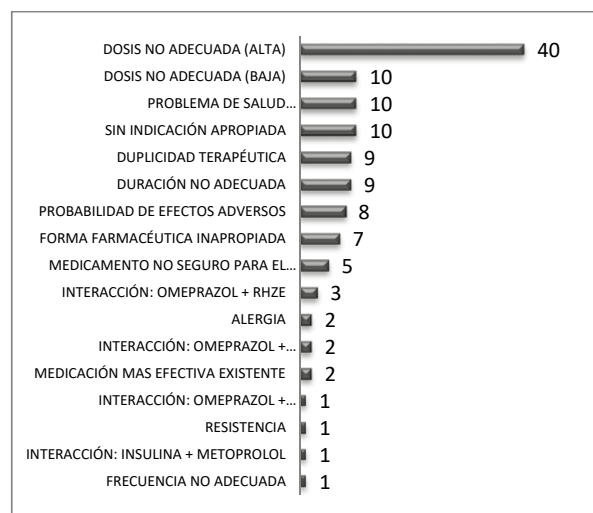 DOSIS NO ADECUADA (ALTA) 40
DOSIS NO ADECUADA (BAJA) 10
PROBLEMA DE SALUD... 10
SIN INDICACIÓN APROPIADA 10
DUPLICIDAD TERAPÉUTICA 9
DURACIÓN NO ADECUADA 9
PROBABILIDAD DE EFECTOS ADVERSOS 8
FORMA FARMACÉUTICA INAPROPIADA 7
MEDICAMENTO NO SEGURO PARA EL... 5
INTERACCIÓN: OMEPRAZOL + RHZE 3
ALERGIA 2
INTERACCIÓN: OMEPRAZOL +... 2
MEDICACIÓN MAS EFECTIVA EXISTENTE 2
INTERACCIÓN: OMEPRAZOL +... 1
RESISTENCIA 1
INTERACCIÓN: INSULINA + METOPROLOL 1
FRECUENCIA NO ADECUADA 1